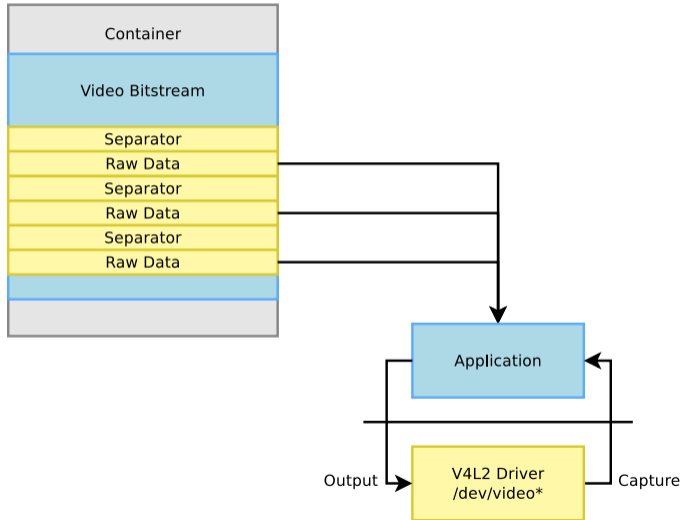 Container
Video Bitstream
Separator
Raw Data
Separator
Raw Data
Separator
Raw Data
Application
Output
V4L2 Driver
/dev/video*
Capture